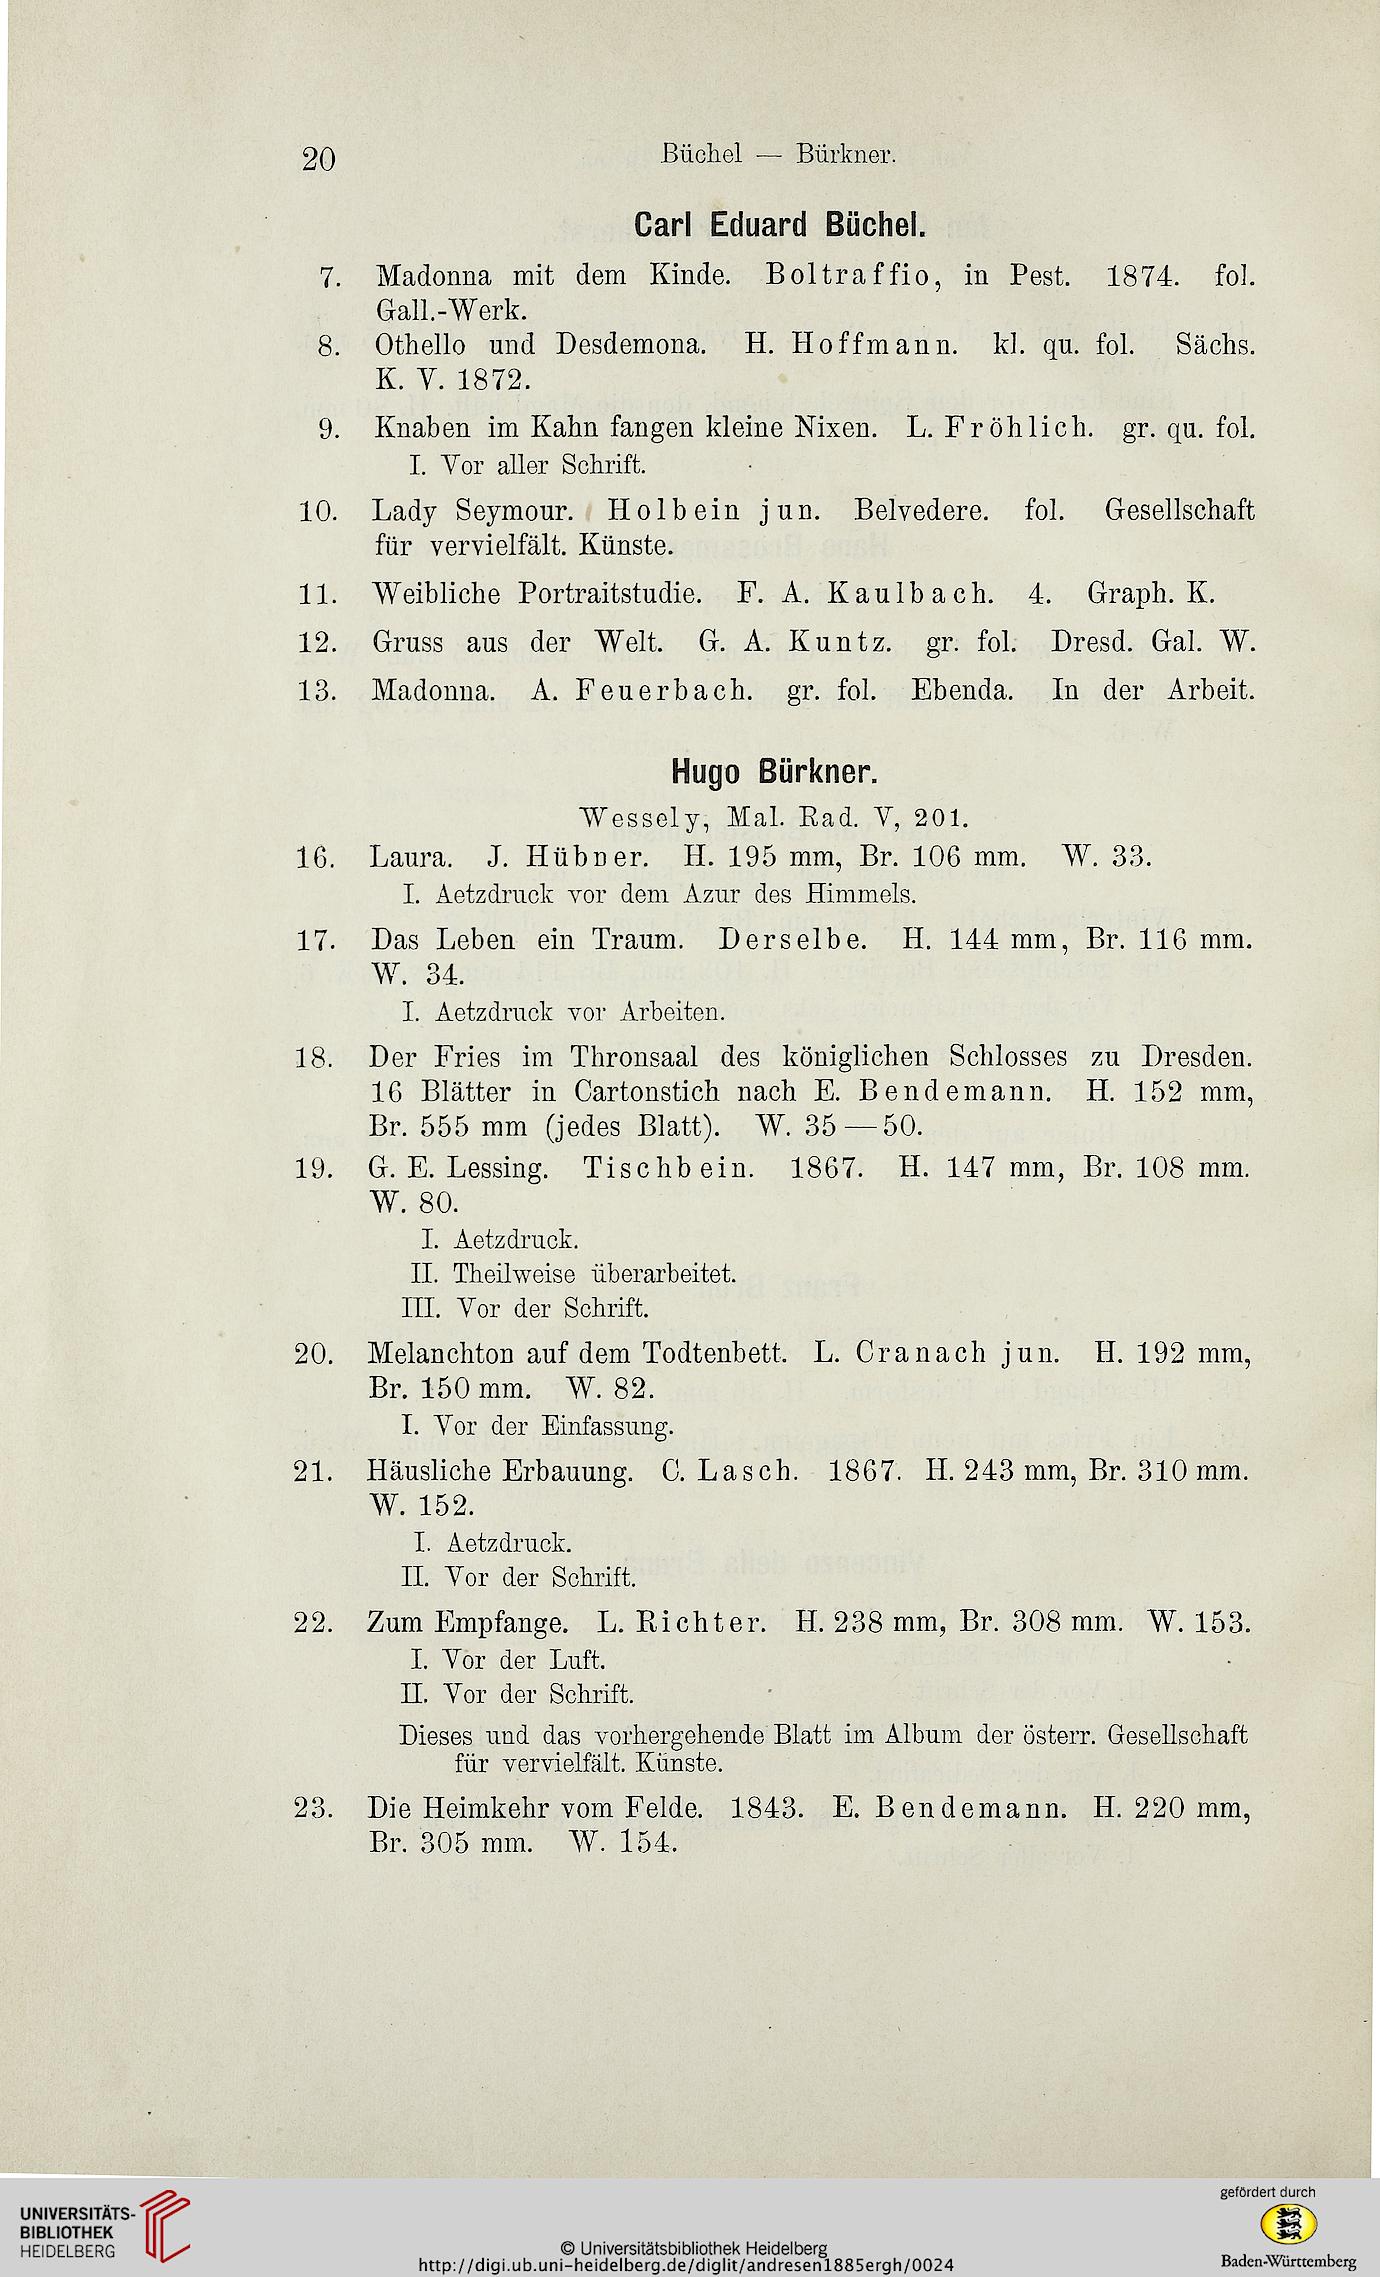 20
Büchel — Bürkner.
Carl Eduard Büchel.
7. Madonna mit dem Kinde. Boltraffio, in Pest. 1874. fol.
Gall.-Werk.
8. Othello und Desdemona. H. Hoffmann. kl. qu. fol. Sächs.
K. V. 1872.
9. Knaben im Kahn fangen kleine Nixen. L. Fröhlich. gr. qu. fol.
I. Vor aller Schrift.
10. Lady Seymour. Holbein jun. Belvedere. fol. Gesellschaft
für vervielfält. Künste.
11. Weibliche Portraitstudie. F. A. Kaulbach. 4. Graph. K.
12. Gruss aus der Welt. G. A. Kuntz. gr. fol. Dresd. Gal. W.
13. Madonna. A. Feuerbach. gr. fol. Ebenda. In der Arbeit.
Hugo Bürkner.
Wessely, Mal. Rad. V, 201.
16. Laura. J. Hübner. H. 195 mm, Br. 106 mm. W. 33.
I. Aetzdruck vor dem Azur des Himmels.
17. Das Leben ein Traum. Derselbe. H. 144 mm, Br. 116 mm.
W. 34.
I. Aetzdruck vor Arbeiten.
18. Der Fries im Thronsaal des königlichen Schlosses zu Dresden.
16 Blätter in Cartonstich nach E. Bendemann. H. 152 mm,
Br. 555 mm (jedes Blatt). W. 35—50.
19. G. E. Lessing. Tischbein. 1867. H. 147 mm, Br. 108 mm.
W. 80.
I. Aetzdruck.
II. Theilweise überarbeitet.
III. Vor der Schrift.
20. Melanchton auf dem Todtenbett. L. Cranach jun. H. 192 mm,
Br. 150 mm. W. 82.
I. Vor der Einfassung.
21. Häusliche Erbauung. C. Lasch. 1867. H. 243 mm, Br. 310 mm.
W. 152.
I. Aetzdruck.
II. Vor der Schrift.
22. Zum Empfange. L. Richter. H. 238 mm, Br. 308 mm. W. 153.
I. Vor der Luft.
II. Vor der Schrift.
Dieses und das vorhergehende Blatt im Album der österr. Gesellschaft
für vervielfält. Künste.
23. Die Heimkehr vom Felde. 1843. E. Bendemann. H. 220 mm,
Br. 305 mm. W. 154.
UNIVERSITÄTS-
BIBLIOTHEK
HEIDELBERG
© Universitätsbibliothek Heidelberg
http://digi.ub.uni-heidelberg.de/diglit/andresen1885ergh/0024
gefördert durch
Baden-Württemberg